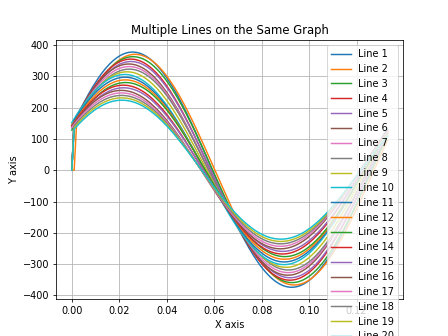 Multiple Lines on the Same Graph
400
300
200
100
0
−100
−200
−300
−400
Y axis
0.00
0.02
0.04
0.06
0.08
0.10
X axis
Line 1
Line 2
Line 3
Line 4
Line 5
Line 6
Line 7
Line 8
Line 9
Line 10
Line 11
Line 12
Line 13
Line 14
Line 15
Line 16
Line 17
Line 18
Line 19
Line 20